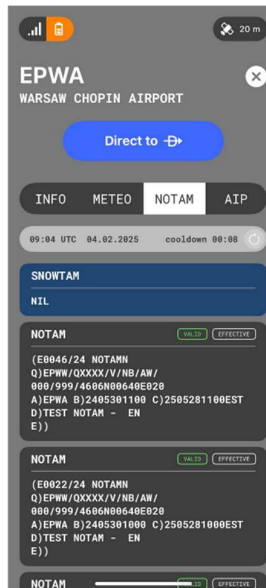 20 m
EPWA
WARSAW CHOPIN AIRPORT
Direct to
INFO METEO NOTAM AIP
09:04 UTC 04.02.2025 cooldown 00:08
SNOWTAM
NIL
NOTAM VALID EFFECTIVE
(E0046/24 NOTAMN
Q)EPWW/QXXXX/V/NB/AW/
000/999/4606N00640E020
A)EPWA B)2405301100 C)2505281100EST
D)TEST NOTAM - EN
E))
NOTAM VALID EFFECTIVE
(E0022/24 NOTAMN
Q)EPWW/QXXXX/V/NB/AW/
000/999/4606N00640E020
A)EPWA B)2405301000 C)2505281000EST
D)TEST NOTAM - EN
E))
NOTAM VALID EFFECTIVE